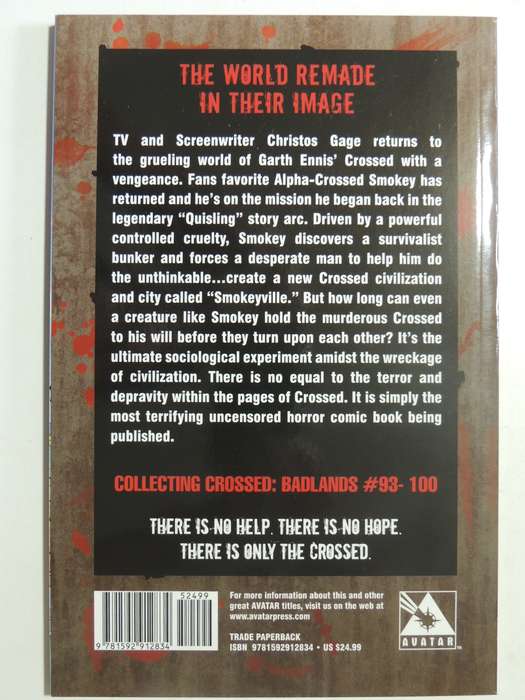 THE WORLD REMADE
IN THEIR IMAGE
TV and Screenwriter Christos Gage returns to
the grueling world of Garth Ennis' Crossed with a
vengeance. Fans favorite Alpha-Crossed Smokey has
returned and he's on the mission he began back in the
legendary "Quisling" story arc. Driven by a powerful
controlled cruelty, Smokey discovers a survivalist
bunker and forces a desperate man to help him do
the unthinkable...create a new Crossed civilization
and city called "Smokeyville." But how long can even
a creature like Smokey hold the murderous Crossed
to his will before they turn upon each other? It's the
ultimate sociological experiment amidst the wreckage
of civilization. There is no equal to the terror and
depravity within the pages of Crossed. It is simply the
most terrifying uncensored horror comic book being
published.
COLLECTING CROSSED: BADLANDS #93- 100
THERE IS NO HELP. THERE IS NO HOPE.
THERE IS ONLY THE CROSSED.
52499
9 781592 912834
For more information about this and other
great AVATAR titles, visit us on the web at
www.avatarpress.com
TRADE PAPERBACK
ISBN 9781592912834 • US $24.99
AVATAR™